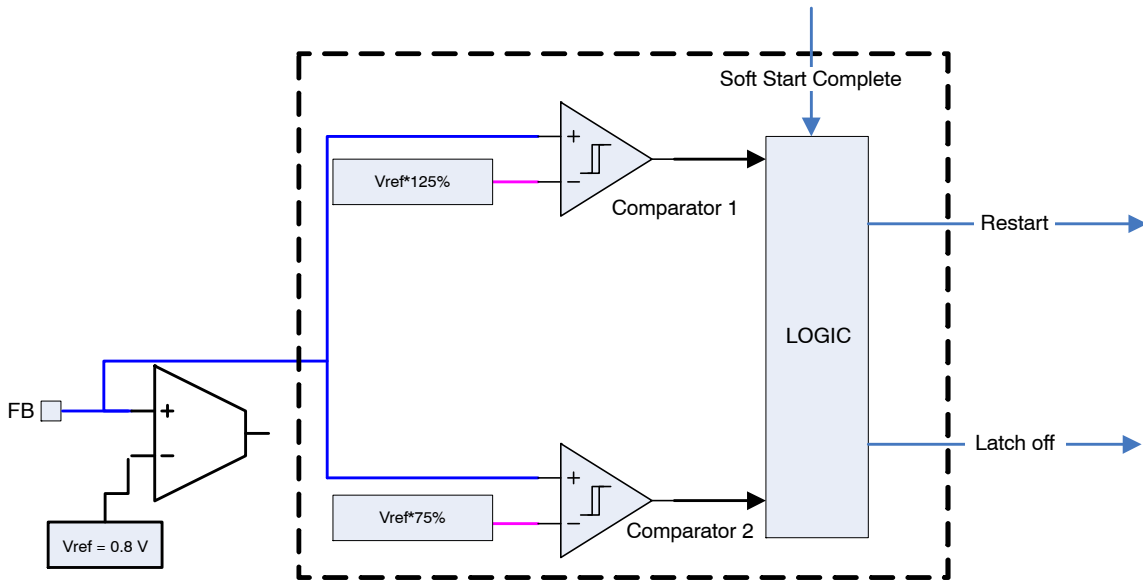 Soft Start Complete
+
Vref*125%
−
Comparator 1
Restart
LOGIC
FB
+
−
Vref = 0.8 V
+
Vref*75%
−
Comparator 2
Latch off